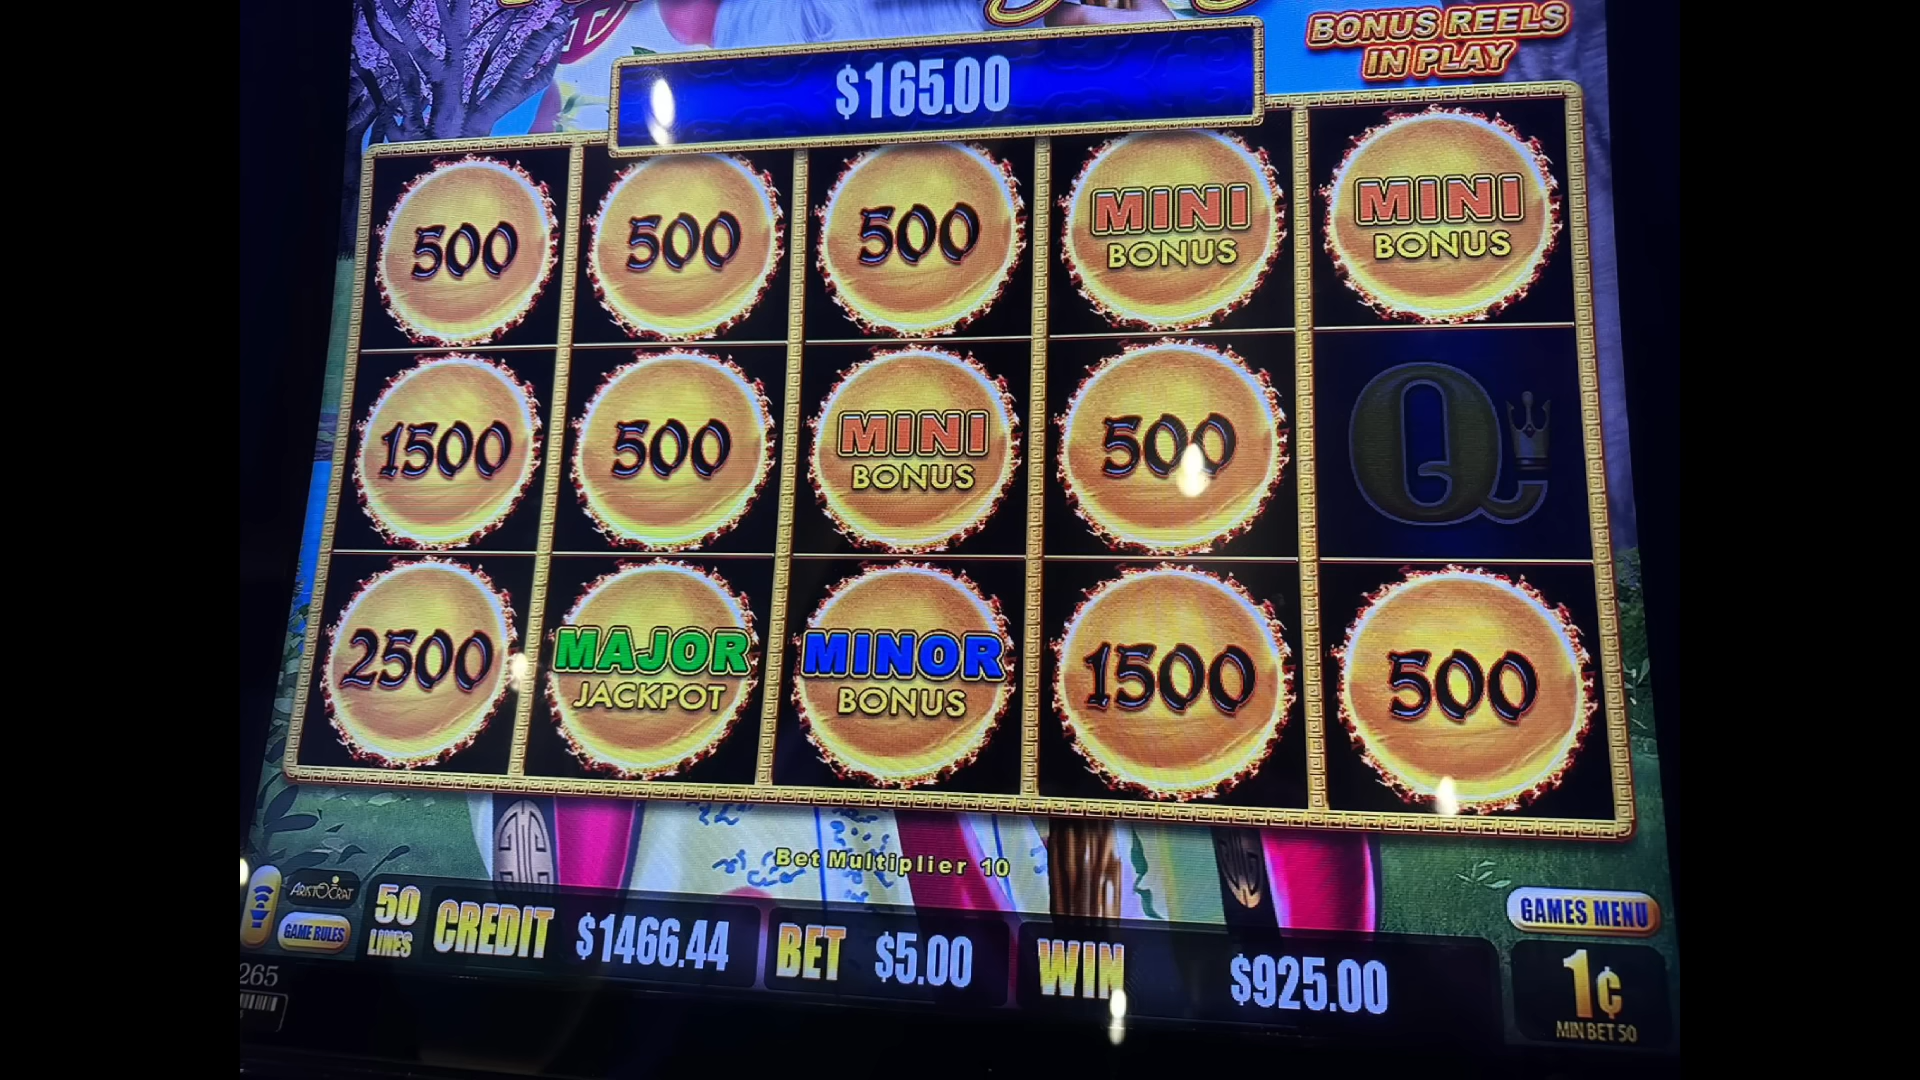 BONUS REELS
IN PLAY
$165.00
500
500
500
MINI
BONUS
MINI
BONUS
1500
500
MINI
BONUS
500
Q
2500
MAJOR
JACKPOT
MINOR
BONUS
1500
500
Bet Multiplier 10
ARISTOCRAT
GAME RULES
50
LINES
CREDIT $1466.44
BET $5.00
WIN $925.00
GAMES MENU
1¢
MIN BET 50
265